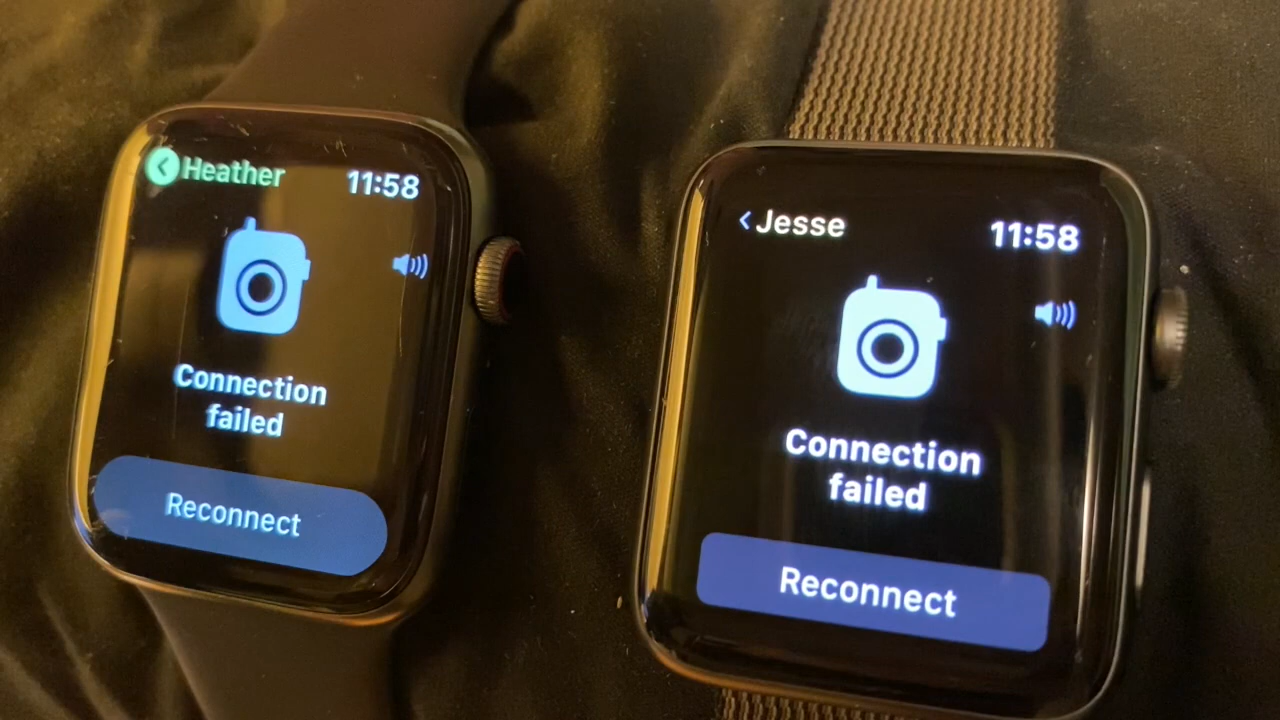 Heather 11:58
Connection
failed
Reconnect
Jesse 11:58
Connection
failed
Reconnect